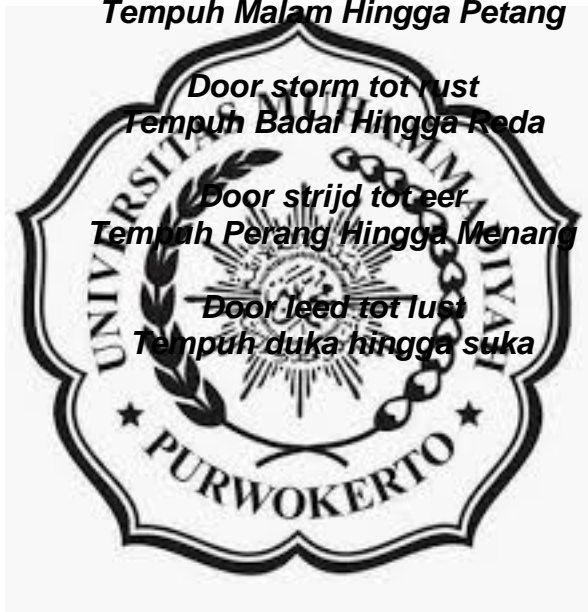 Tempuh Malam Hingga Petang
Door storm tot rust
Tempuh Badai Hingga Reda
Door strijd tot eer
Tempuh Perang Hingga Menang
Door leed tot lust
Tempuh duka hingga suka
UNIVERSITAS MUHAMMADIYAH
PURWOKERTO